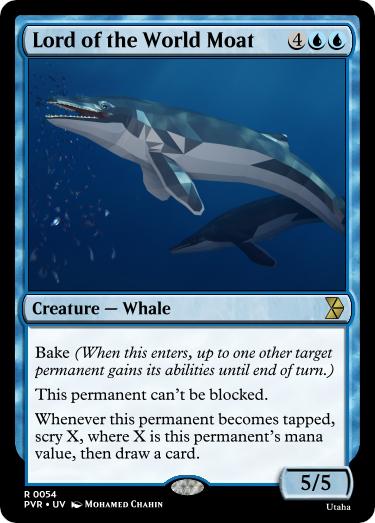 Lord of the World Moat 4
Creature — Whale
Bake (When this enters, up to one other target
permanent gains its abilities until end of turn.)
This permanent can't be blocked.
Whenever this permanent becomes tapped,
scry X, where X is this permanent's mana
value, then draw a card.
5/5
R 0054
PVR • UV Mohamed Chahin
Utaha